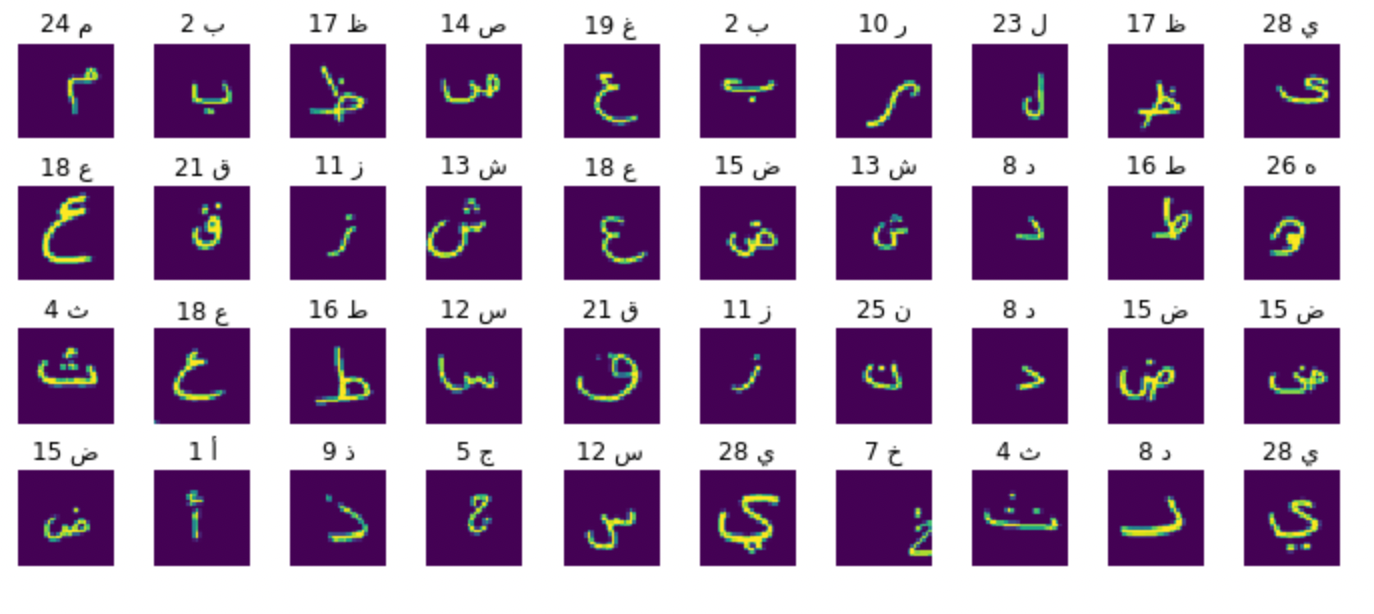 م 24 ب 2 ظ 17 ص 14 غ 19 ب 2 ر 10 ل 23 ظ 17 ي 28
م ب ظ ص ع ب ر ل ظ ى
ع 18 ق 21 ز 11 ش 13 ع 18 ض 15 ش 13 د 8 ط 16 ه 26
ع ق ز ش ع ض ش د ط
ث 4 ع 18 ط 16 س 12 ق 21 ز 11 ن 25 د 8 ض 15 ض 15
ث ع ط س ق ز ن د ض ض
ض 15 أ 1 ذ 9 ج 5 س 12 ي 28 خ 7 ث 4 د 8 ي 28
ض أ ذ ج س ي خ ث د ي